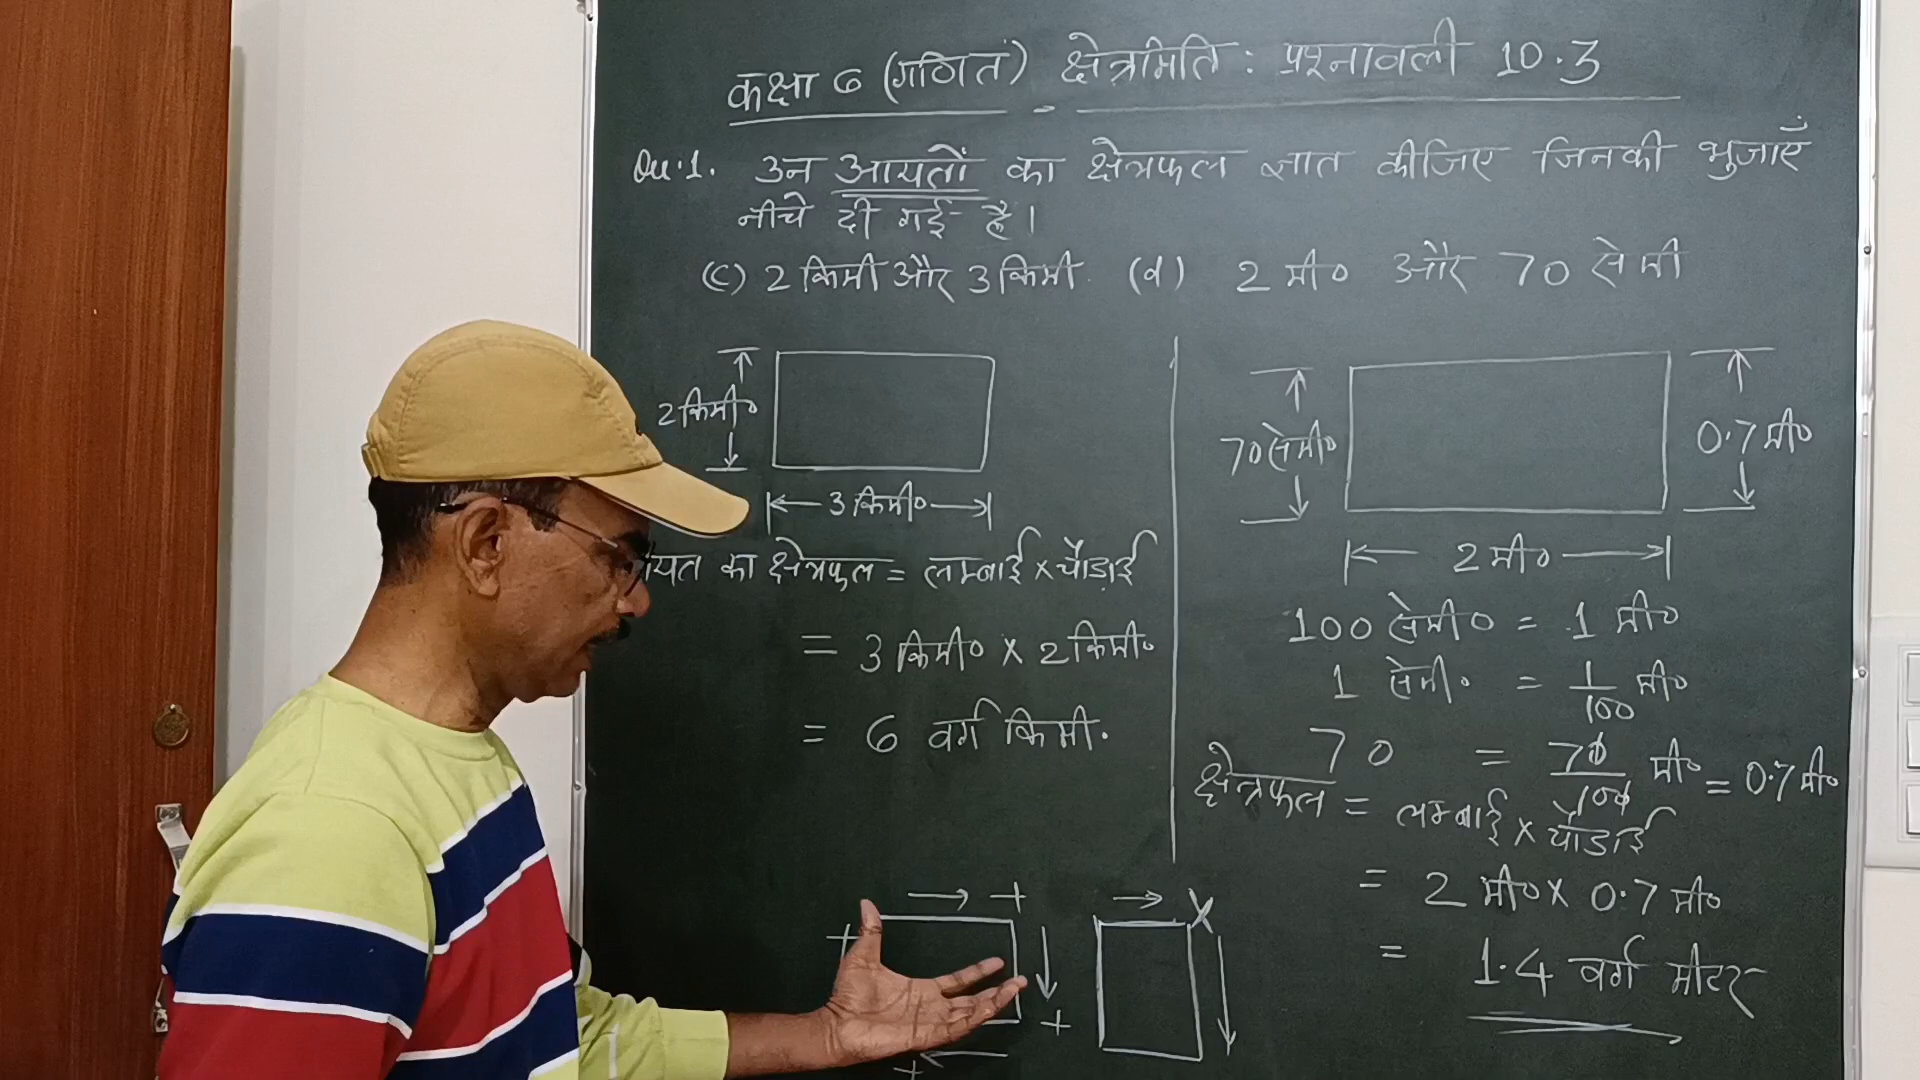 कक्षा 6 (गणित) क्षेत्रमिति : प्रश्नावली 10.3
Qu.1. उन आयतों का क्षेत्रफल ज्ञात कीजिए जिनकी भुजाएँ
नीचे दी गई है।
(c) 2 किमी और 3 किमी. (d) 2 मी० और 70 सेमी
2 किमी०
3 किमी०
आयत का क्षेत्रफल = लम्बाई × चौडाई
= 3 किमी० × 2 किमी०
= 6 वर्ग किमी.
+
+
+
+
×
70 सेमी०
0.7 मी०
2 मी०
100 सेमी० = 1 मी०
1 सेमी. = 1/100 मी०
70 = 70/100 मी० = 0.7 मी०
क्षेत्रफल = लम्बाई × चौडाई
= 2 मी० × 0.7 मी०
= 1.4 वर्ग मीटर